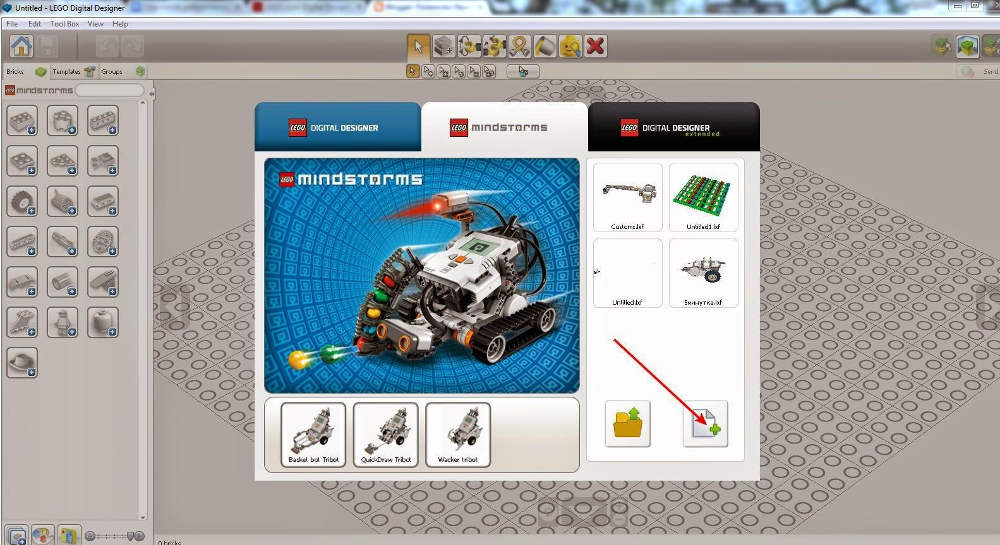 Untitled - LEGO Digital Designer
File Edit Tool Box View Help
Bricks Templates Groups
Send
LEGO mindstorms
LEGO DIGITAL DESIGNER
LEGO mindstorms
LEGO DIGITAL DESIGNER
extended
LEGO mindstorms
NXT
Customs.lxf
Untitled1.lxf
Untitled.lxf
5минутка.lxf
Basket bot Tribot
QuickDraw Tribot
Wacker tribot
0 bricks